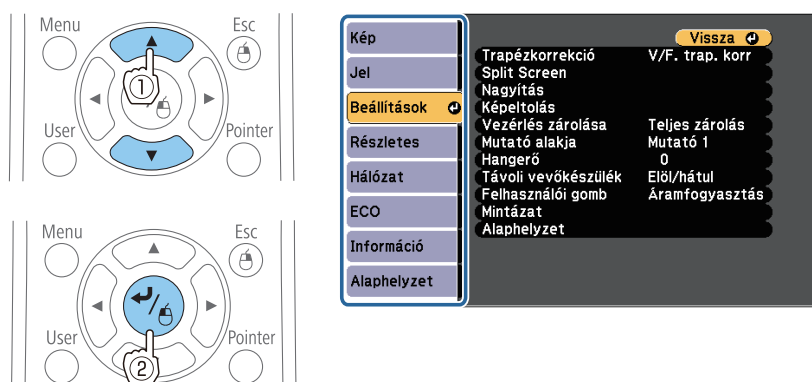 Menu
Esc
①
User
Pointer
Menu
Esc
User
Pointer
②
Kép
Jel
Beállítások
Részletes
Hálózat
ECO
Információ
Alaphelyzet
Vissza
Trapézkorrekció V/F. trap. korr
Split Screen
Nagyítás
Képeltolás
Vezérlés zárolása Teljes zárolás
Mutató alakja Mutató 1
Hangerő 0
Távoli vevőkészülék Elöl/hátul
Felhasználói gomb Áramfogyasztás
Mintázat
Alaphelyzet